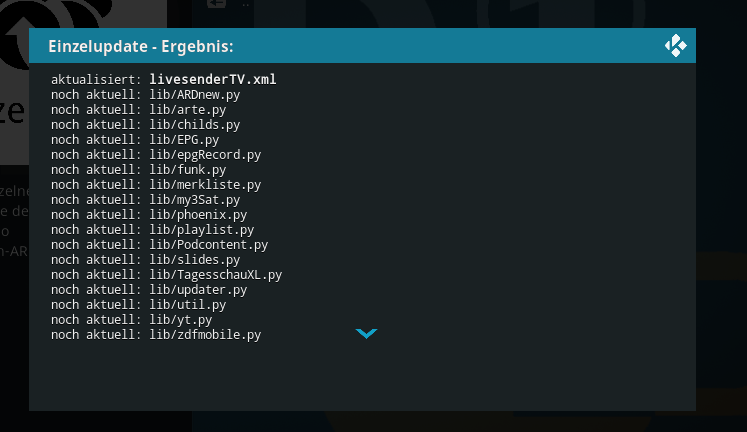 ..
Einzelupdate - Ergebnis:
aktualisiert: livesenderTV.xml
noch aktuell: lib/ARDnew.py
noch aktuell: lib/arte.py
noch aktuell: lib/childs.py
noch aktuell: lib/EPG.py
noch aktuell: lib/epgRecord.py
noch aktuell: lib/funk.py
noch aktuell: lib/merkliste.py
noch aktuell: lib/my3Sat.py
noch aktuell: lib/phoenix.py
noch aktuell: lib/playlist.py
noch aktuell: lib/Podcontent.py
noch aktuell: lib/slides.py
noch aktuell: lib/TagesschauXL.py
noch aktuell: lib/updater.py
noch aktuell: lib/util.py
noch aktuell: lib/yt.py
noch aktuell: lib/zdfmobile.py